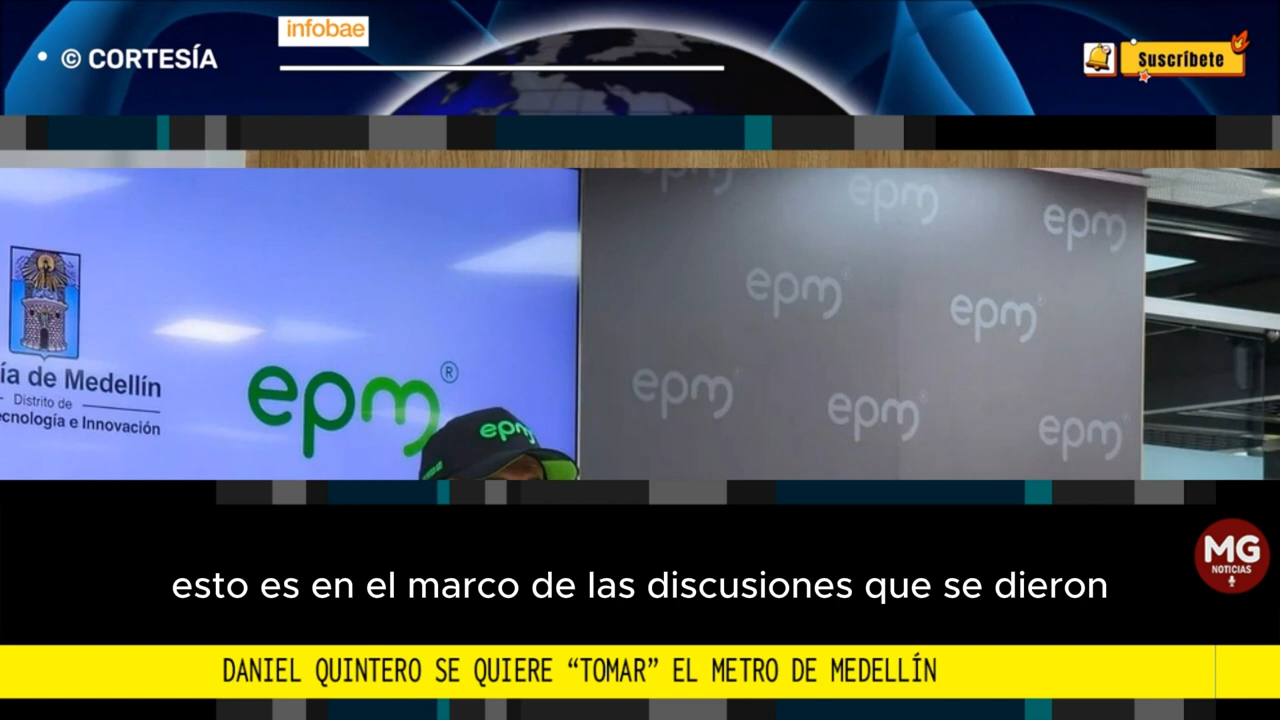 infobae
© CORTESÍA
Suscríbete
epm
epm
epm
epm
epm
epm
epm
epm
ía de Medellín
Distrito de
ecnología e Innovación
epm®
epm
esto es en el marco de las discusiones que se dieron
MG
NOTICIAS
DANIEL QUINTERO SE QUIERE “TOMAR” EL METRO DE MEDELLÍN